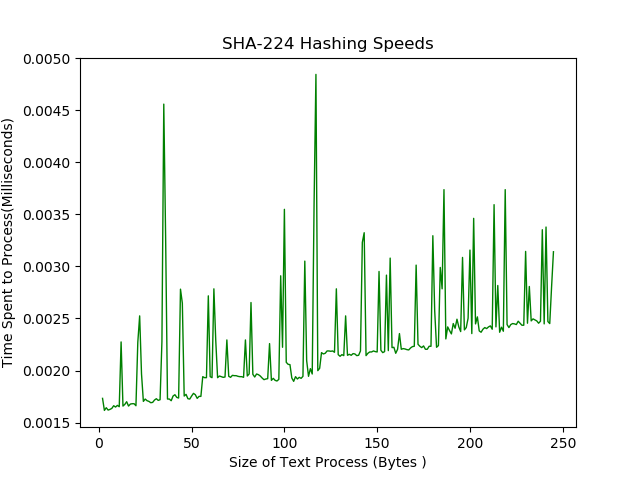 SHA-224 Hashing Speeds
0.0050
0.0045
0.0040
0.0035
0.0030
0.0025
0.0020
0.0015
Time Spent to Process(Milliseconds)
0 50 100 150 200 250
Size of Text Process (Bytes )